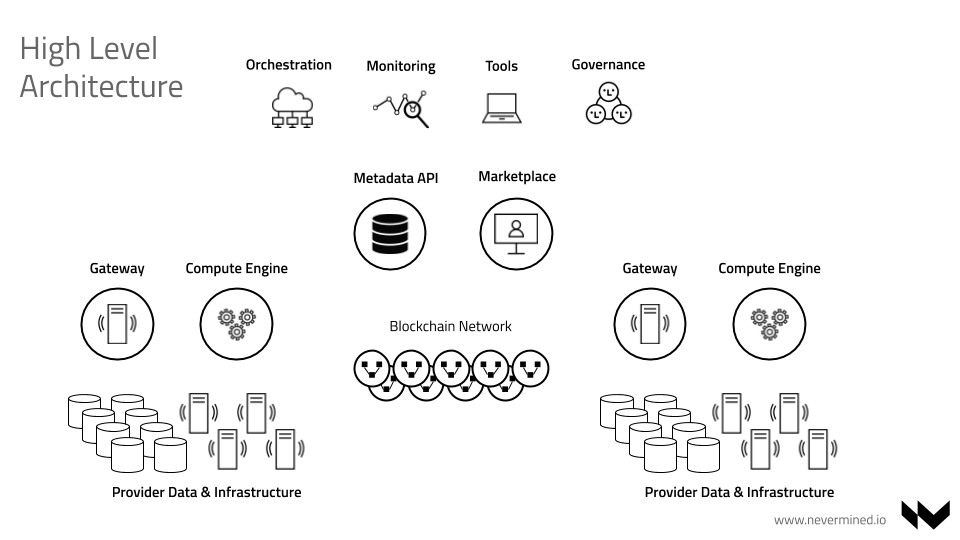 High Level
Architecture
Orchestration
Monitoring
Tools
Governance
Metadata API
Marketplace
Gateway
Compute Engine
Gateway
Compute Engine
Blockchain Network
Provider Data & Infrastructure
Provider Data & Infrastructure
www.nevermined.io